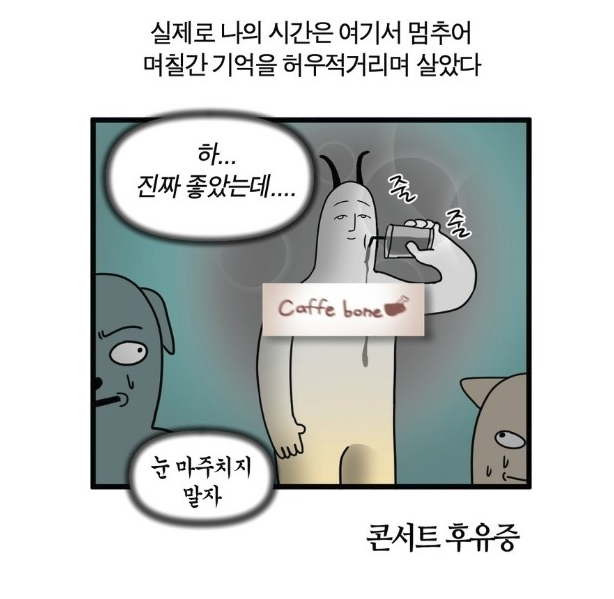 실제로 나의 시간은 여기서 멈추어
며칠간 기억을 허우적거리며 살았다
하...
진짜 좋았는데....
줄
줄
Caffe bone
눈 마주치지
말자
콘서트 후유증